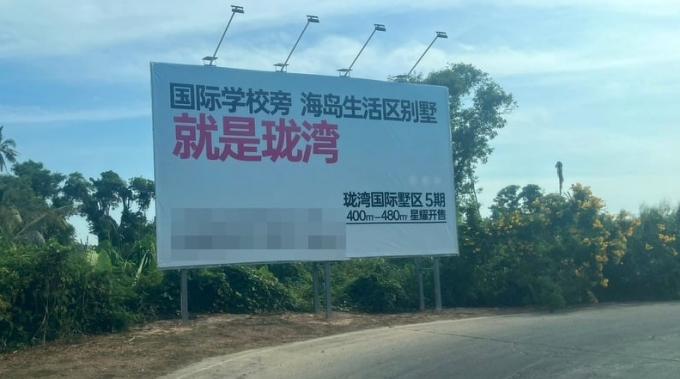 国际学校旁 海岛生活区别墅
就是珑湾
珑湾国际墅区5期
400㎡—480㎡ 星耀开售